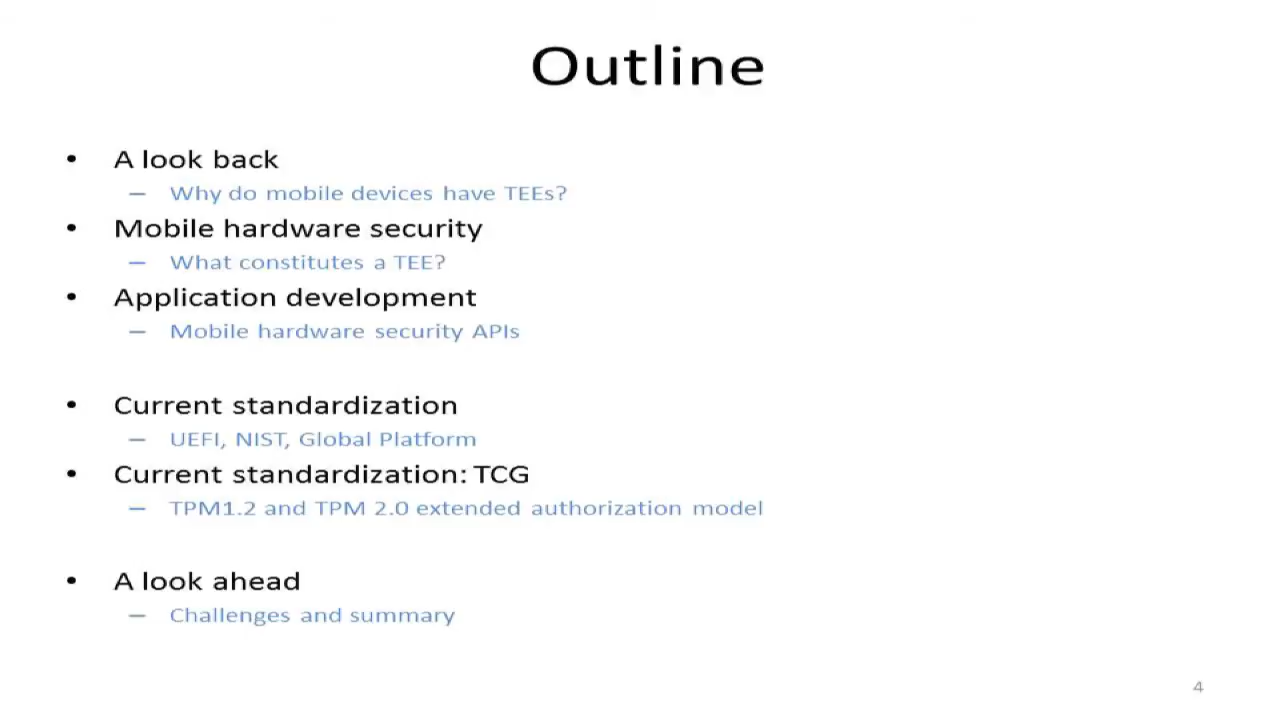 Outline
• A look back
– Why do mobile devices have TEEs?
• Mobile hardware security
– What constitutes a TEE?
• Application development
– Mobile hardware security APIs
• Current standardization
– UEFI, NIST, Global Platform
• Current standardization: TCG
– TPM1.2 and TPM 2.0 extended authorization model
• A look ahead
– Challenges and summary
4